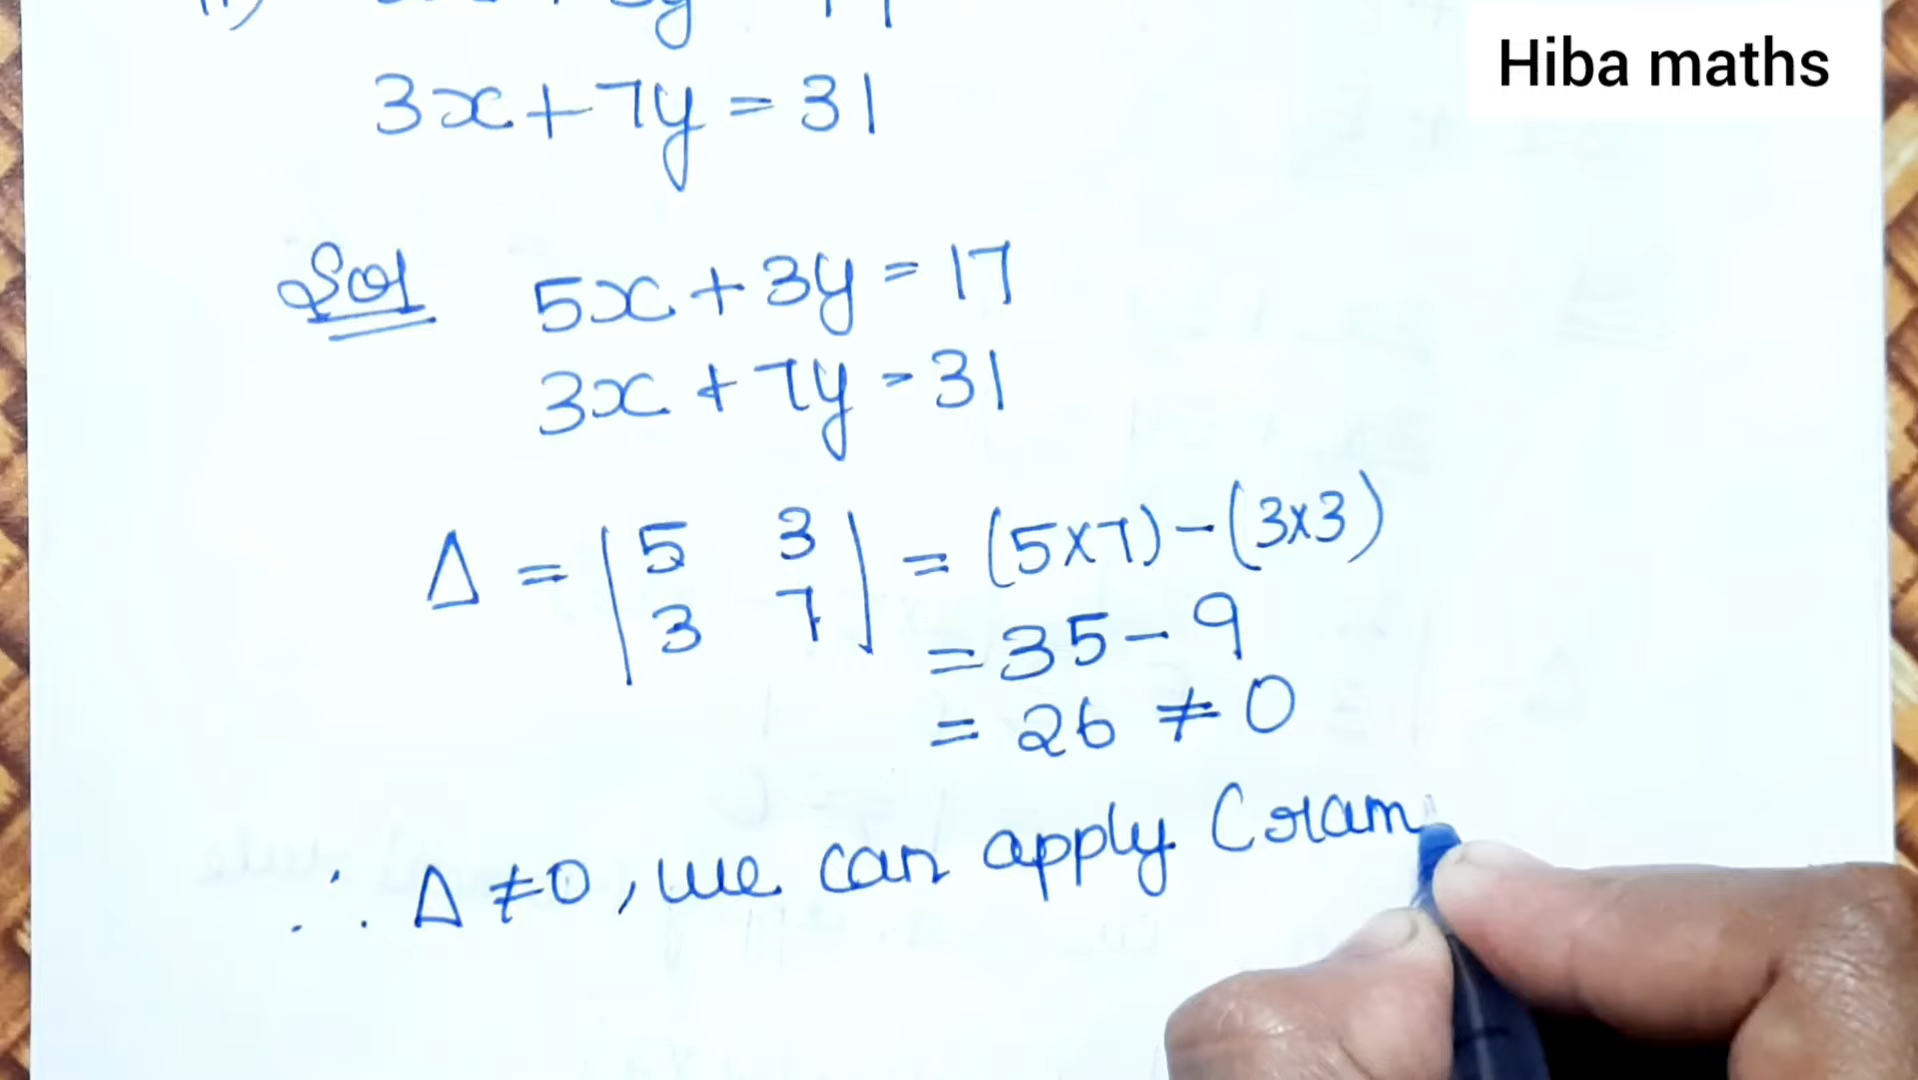 Hiba maths
3x+7y=31
Sol 5x+3y=17
3x+7y=31
Δ = |5 3| = (5×7)-(3×3)
|3 7|
=35-9
= 26 ≠ 0
∴ Δ≠0, we can apply Cram